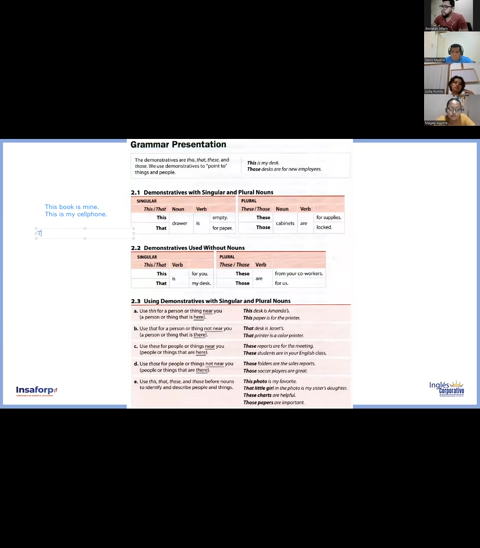 Grammar Presentation
The demonstratives are this, that, these, and
those. We use demonstratives to "point to"
things and people.
This is my desk.
Those desks are for new employees.
This book is mine.
This is my cellphone.
2.1 Demonstratives with Singular and Plural Nouns
SINGULAR
This / That Noun Verb
This drawer is empty.
That for paper.
PLURAL
These / Those Noun Verb
These cabinets are for supplies.
Those locked.
2.2 Demonstratives Used Without Nouns
SINGULAR
This / That Verb
This is for you.
That my desk.
PLURAL
These / Those Verb
These are from your co-workers.
Those for us.
2.3 Using Demonstratives with Singular and Plural Nouns
a. Use this for a person or thing near you
(a person or thing that is here).
This desk is Amanda's.
This paper is for the printer.
b. Use that for a person or thing not near you
(a person or thing that is there).
That desk is Janet's.
That printer is a color printer.
c. Use these for people or things near you
(people or things that are here).
These reports are for the meeting.
These students are in your English class.
d. Use those for people or things not near you
(people or things that are there).
Those folders are the sales reports.
Those soccer players are great.
e. Use this, that, these, and those before nouns
to identify and describe people and things.
This photo is my favorite.
That little girl in the photo is my sister's daughter.
These charts are helpful.
Those papers are important.
Insaforp
Inglés
Corporativo